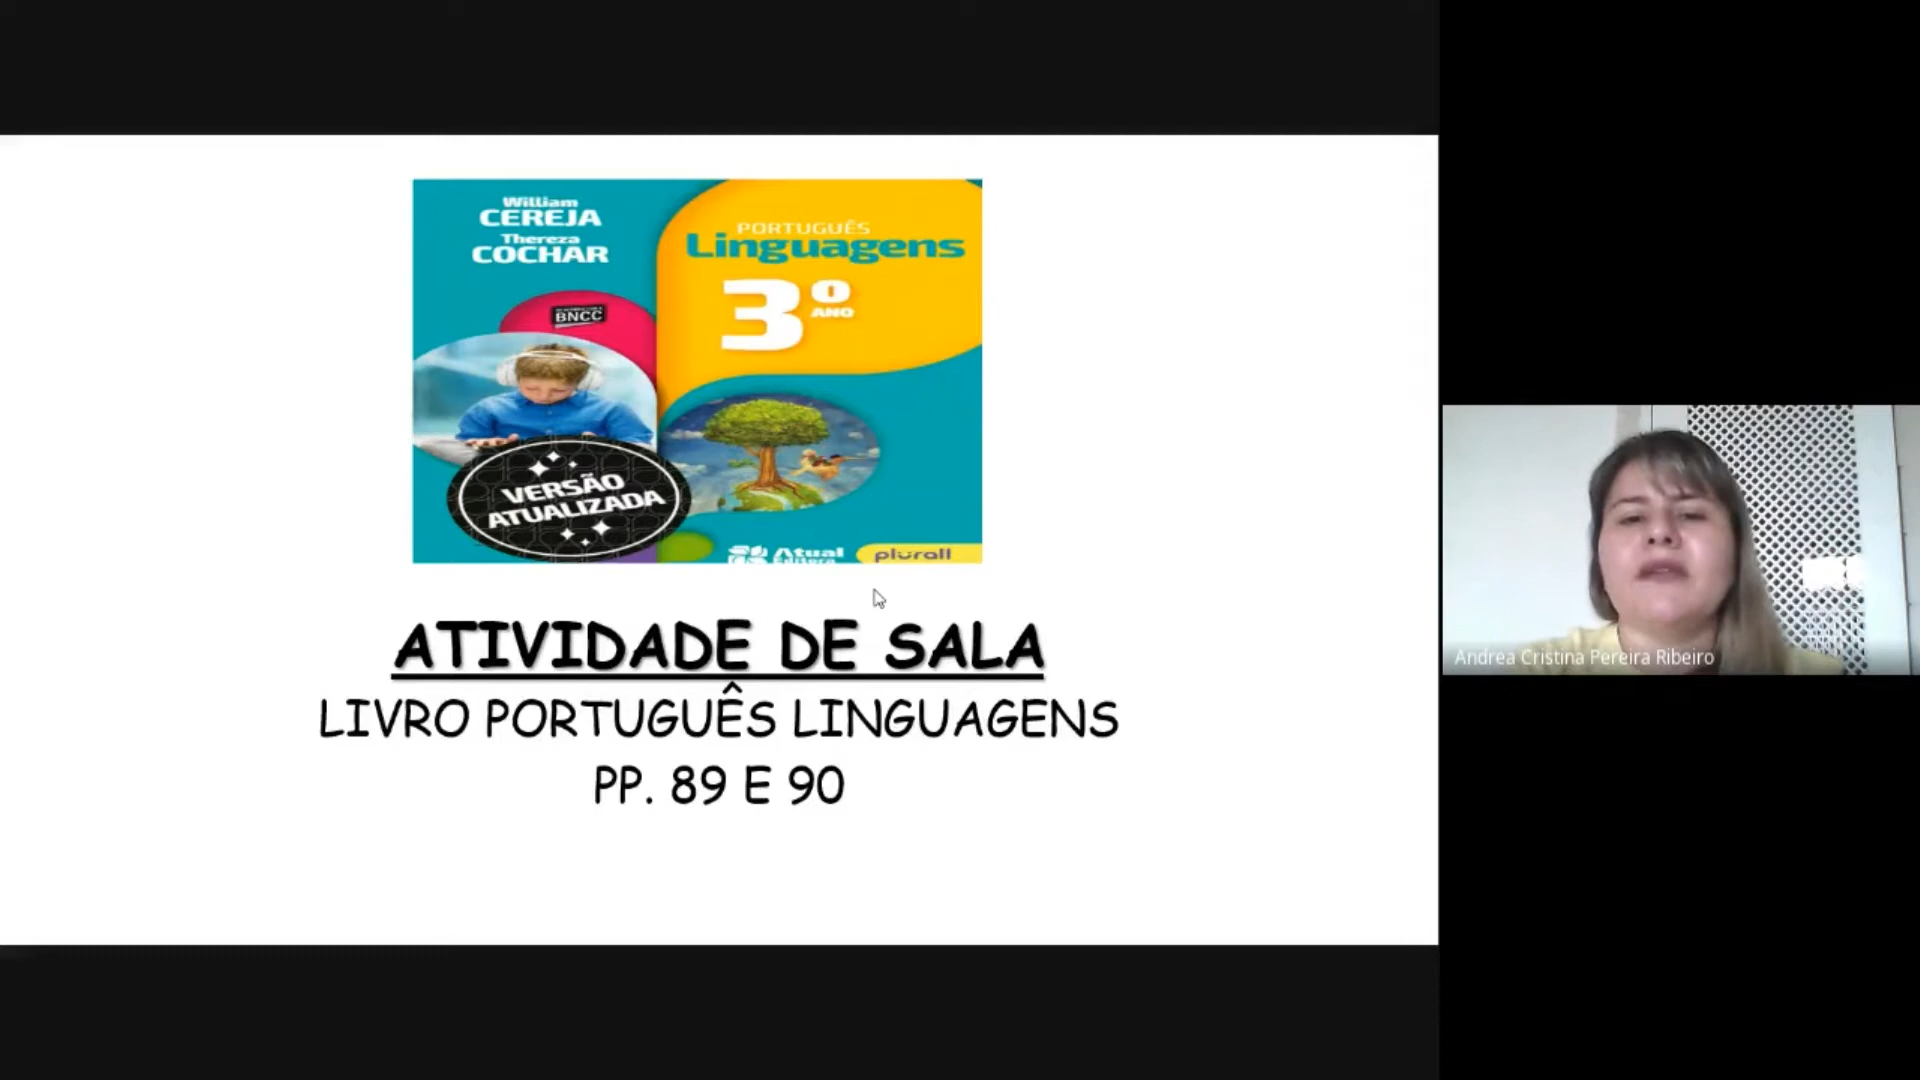 William
CEREJA
Thereza
COCHAR
PORTUGUÊS
Linguagens
3º
ANO
BNCC
VERSÃO
ATUALIZADA
Atual
Editora
plurall
ATIVIDADE DE SALA
LIVRO PORTUGUÊS LINGUAGENS
PP. 89 E 90
Andrea Cristina Pereira Ribeiro